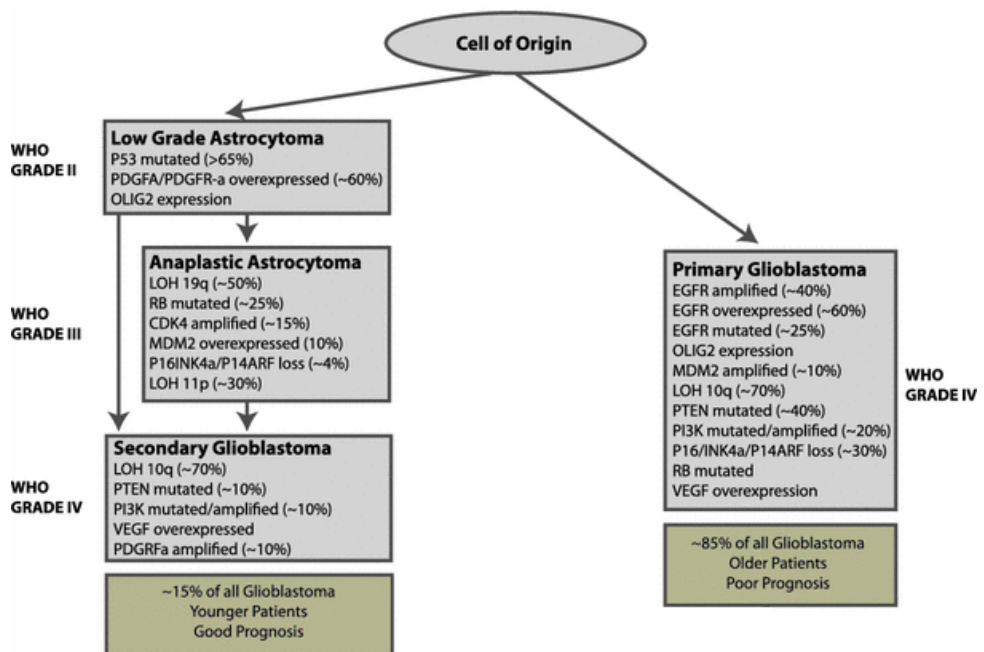 Cell of Origin
WHO
GRADE II
Low Grade Astrocytoma
P53 mutated (>65%)
PDGFA/PDGFR-a overexpressed (~60%)
OLIG2 expression
WHO
GRADE III
Anaplastic Astrocytoma
LOH 19q (~50%)
RB mutated (~25%)
CDK4 amplified (~15%)
MDM2 overexpressed (10%)
P16INK4a/P14ARF loss (~4%)
LOH 11p (~30%)
WHO
GRADE IV
Secondary Glioblastoma
LOH 10q (~70%)
PTEN mutated (~10%)
PI3K mutated/amplified (~10%)
VEGF overexpressed
PDGRFa amplified (~10%)
~15% of all Glioblastoma
Younger Patients
Good Prognosis
Primary Glioblastoma
EGFR amplified (~40%)
EGFR overexpressed (~60%)
EGFR mutated (~25%)
OLIG2 expression
MDM2 amplified (~10%)
LOH 10q (~70%)
PTEN mutated (~40%)
PI3K mutated/amplified (~20%)
P16/INK4a/P14ARF loss (~30%)
RB mutated
VEGF overexpression
WHO
GRADE IV
~85% of all Glioblastoma
Older Patients
Poor Prognosis